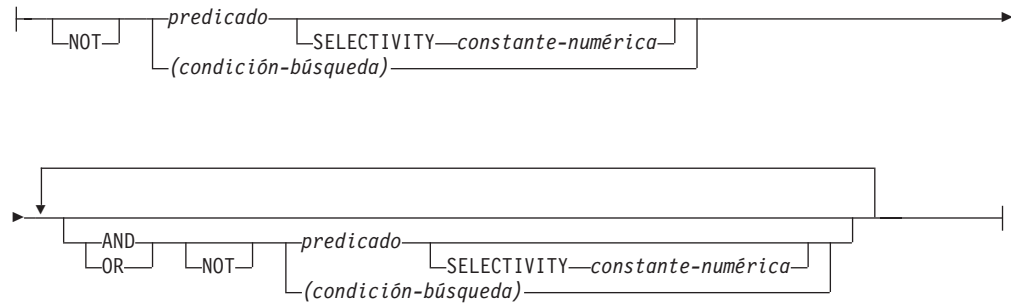 predicado
NOT SELECTIVITY constante-numérica
(condición-búsqueda)
AND predicado
OR NOT SELECTIVITY constante-numérica
(condición-búsqueda)